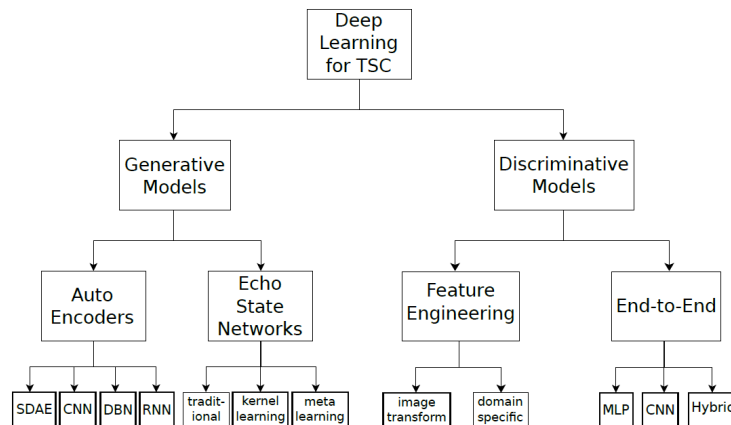 Deep
Learning
for TSC
Generative
Models
Discriminative
Models
Auto
Encoders
Echo
State
Networks
Feature
Engineering
End-to-End
SDAE
CNN
DBN
RNN
tradit-
ional
kernel
learning
meta
learning
image
transform
domain
specific
MLP
CNN
Hybrid